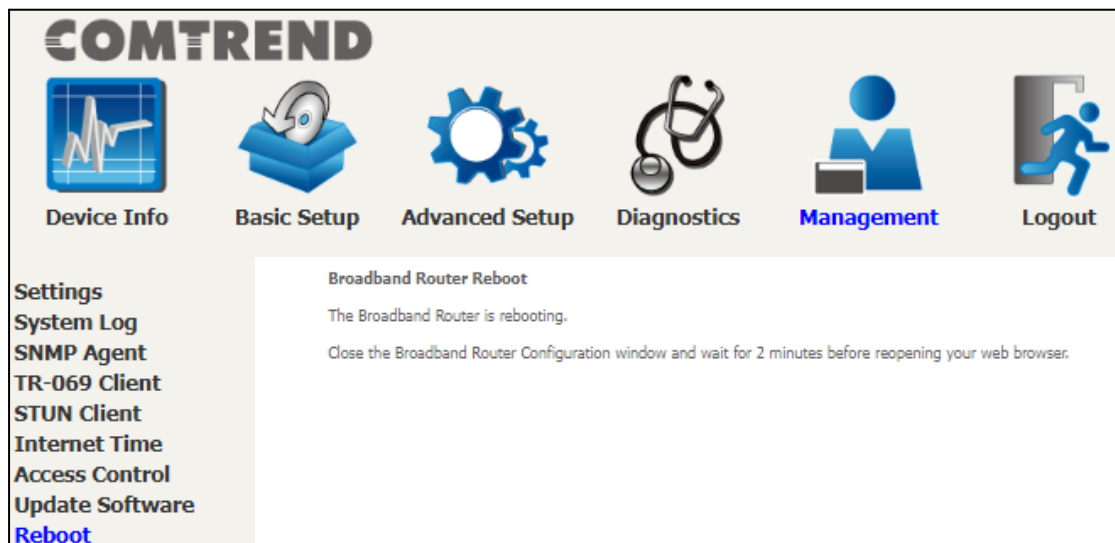 COMTREND
Device Info
Basic Setup
Advanced Setup
Diagnostics
Management
Logout
Settings
System Log
SNMP Agent
TR-069 Client
STUN Client
Internet Time
Access Control
Update Software
Reboot
Broadband Router Reboot
The Broadband Router is rebooting.
Close the Broadband Router Configuration window and wait for 2 minutes before reopening your web browser.